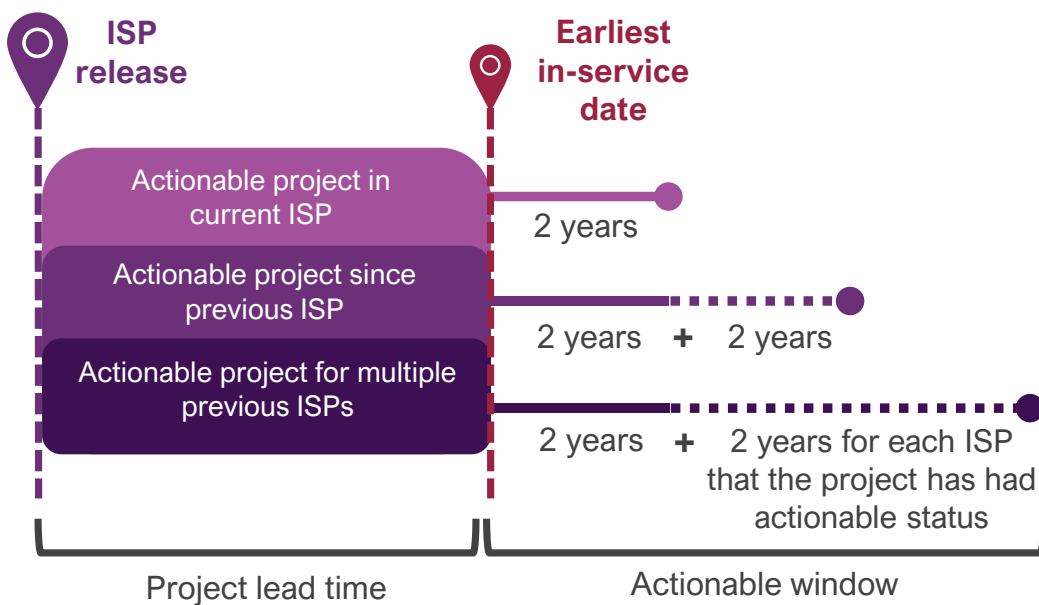 ISP
release
Earliest
in-service
date
Actionable project in
current ISP
2 years
Actionable project since
previous ISP
2 years + 2 years
Actionable project for multiple
previous ISPs
2 years + 2 years for each ISP
that the project has had
actionable status
Project lead time
Actionable window